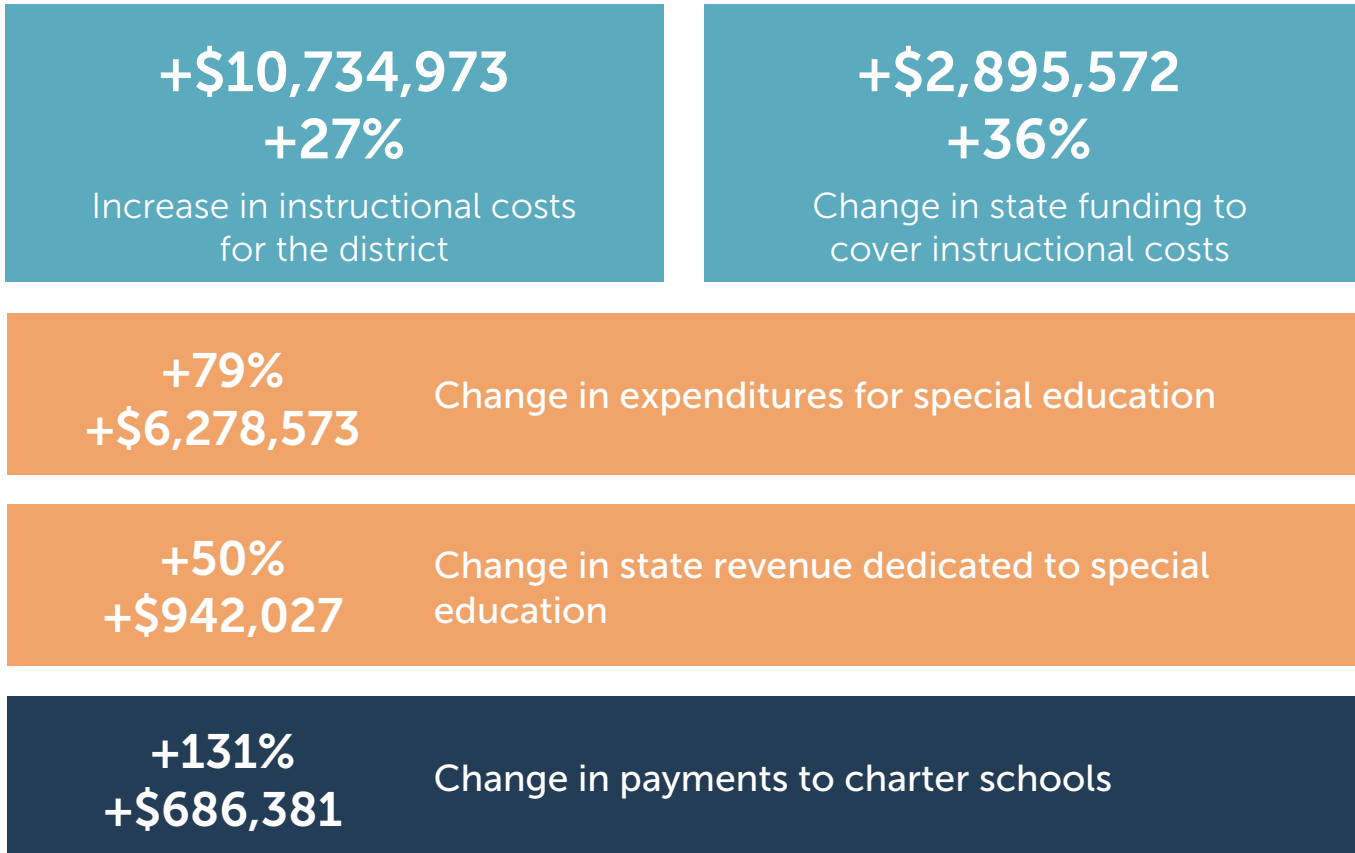 +$10,734,973
+27%
Increase in instructional costs
for the district
+$2,895,572
+36%
Change in state funding to
cover instructional costs
+79%
+$6,278,573
Change in expenditures for special education
+50%
+$942,027
Change in state revenue dedicated to special
education
+131%
+$686,381
Change in payments to charter schools